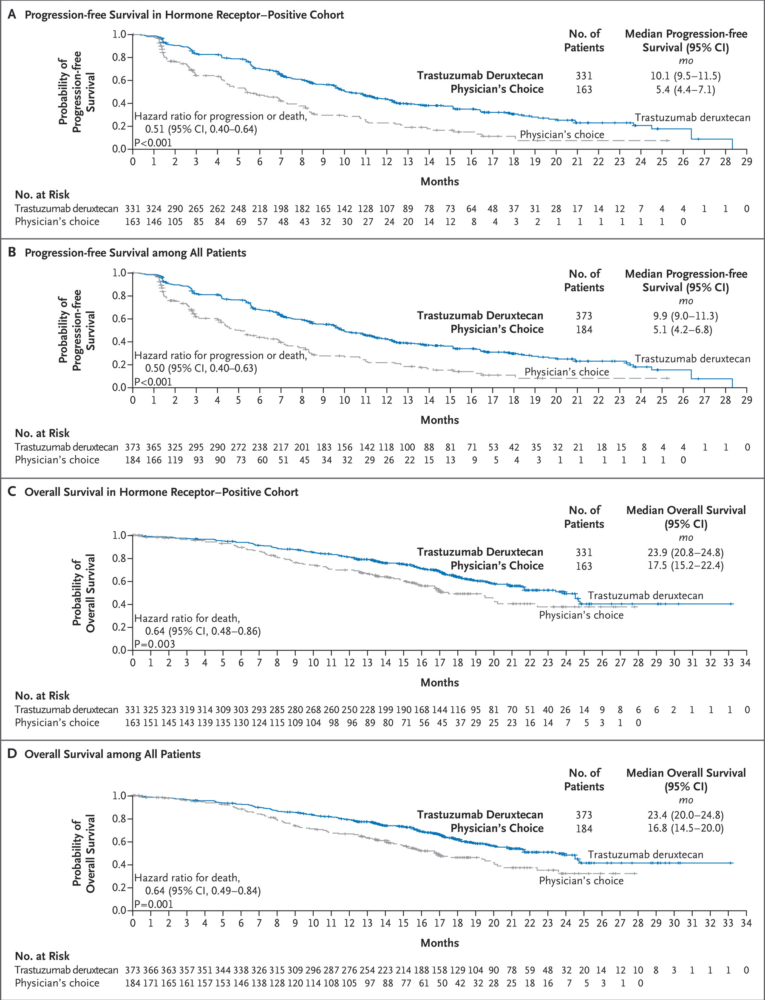 A Progression-free Survival in Hormone Receptor–Positive Cohort
No. of Patients
Median Progression-free Survival (95% CI)
mo
Trastuzumab Deruxtecan 331 10.1 (9.5–11.5)
Physician's Choice 163 5.4 (4.4–7.1)
Probability of Progression-free Survival
1.0
0.8
0.6
0.4
0.2
0.0
Hazard ratio for progression or death,
0.51 (95% CI, 0.40–0.64)
P<0.001
Trastuzumab deruxtecan
Physician's choice
0 1 2 3 4 5 6 7 8 9 10 11 12 13 14 15 16 17 18 19 20 21 22 23 24 25 26 27 28 29
Months
No. at Risk
Trastuzumab deruxtecan 331 324 290 265 262 248 218 198 182 165 142 128 107 89 78 73 64 48 37 31 28 17 14 12 7 4 4 1 1 0
Physician's choice 163 146 105 85 84 69 57 48 43 32 30 27 24 20 14 12 8 4 3 2 1 1 1 1 1 1 0
B Progression-free Survival among All Patients
No. of Patients
Median Progression-free Survival (95% CI)
mo
Trastuzumab Deruxtecan 373 9.9 (9.0–11.3)
Physician's Choice 184 5.1 (4.2–6.8)
Probability of Progression-free Survival
1.0
0.8
0.6
0.4
0.2
0.0
Hazard ratio for progression or death,
0.50 (95% CI, 0.40–0.63)
P<0.001
Trastuzumab deruxtecan
Physician's choice
0 1 2 3 4 5 6 7 8 9 10 11 12 13 14 15 16 17 18 19 20 21 22 23 24 25 26 27 28 29
Months
No. at Risk
Trastuzumab deruxtecan 373 365 325 295 290 272 238 217 201 183 156 142 118 100 88 81 71 53 42 35 32 21 18 15 8 4 4 1 1 0
Physician's choice 184 166 119 93 90 73 60 51 45 34 32 29 26 22 15 13 9 5 4 3 1 1 1 1 1 1 0
C Overall Survival in Hormone Receptor–Positive Cohort
No. of Patients
Median Overall Survival (95% CI)
mo
Trastuzumab Deruxtecan 331 23.9 (20.8–24.8)
Physician's Choice 163 17.5 (15.2–22.4)
Probability of Overall Survival
1.0
0.8
0.6
0.4
0.2
0.0
Hazard ratio for death,
0.64 (95% CI, 0.48–0.86)
P=0.003
Trastuzumab deruxtecan
Physician's choice
0 1 2 3 4 5 6 7 8 9 10 11 12 13 14 15 16 17 18 19 20 21 22 23 24 25 26 27 28 29 30 31 32 33 34
Months
No. at Risk
Trastuzumab deruxtecan 331 325 323 319 314 309 303 293 285 280 268 260 250 228 199 190 168 144 116 95 81 70 51 40 26 14 9 8 6 6 2 1 1 1 0
Physician's choice 163 151 145 143 139 135 130 124 115 109 104 98 96 89 80 71 56 45 37 29 25 23 16 14 7 5 3 1 0
D Overall Survival among All Patients
No. of Patients
Median Overall Survival (95% CI)
mo
Trastuzumab Deruxtecan 373 23.4 (20.0–24.8)
Physician's Choice 184 16.8 (14.5–20.0)
Probability of Overall Survival
1.0
0.8
0.6
0.4
0.2
0.0
Hazard ratio for death,
0.64 (95% CI, 0.49–0.84)
P=0.001
Trastuzumab deruxtecan
Physician's choice
0 1 2 3 4 5 6 7 8 9 10 11 12 13 14 15 16 17 18 19 20 21 22 23 24 25 26 27 28 29 30 31 32 33 34
Months
No. at Risk
Trastuzumab deruxtecan 373 366 363 357 351 344 338 326 315 309 296 287 276 254 223 214 188 158 129 104 90 78 59 48 32 20 14 12 10 8 3 1 1 1 0
Physician's choice 184 171 165 161 157 153 146 138 128 120 114 108 105 97 88 77 61 50 42 32 28 25 18 16 7 5 3 1 0